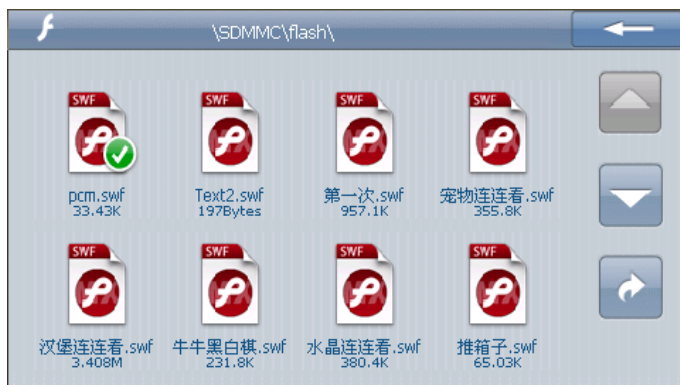 \SDMMC\flash\
SWF SWF SWF SWF
pcm.swf Text2.swf 第一次.swf 宠物连连看.swf
33.43K 197Bytes 957.1K 355.8K
SWF SWF SWF SWF
汉堡连连看.swf 牛牛黑白棋.swf 水晶连连看.swf 推箱子.swf
3.408M 231.8K 380.4K 65.03K